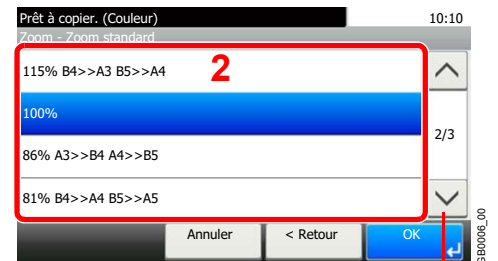 Prêt à copier. (Couleur) 10:10
Zoom - Zoom standard
115% B4>>A3 B5>>A4
2
100%
2/3
86% A3>>B4 A4>>B5
81% B4>>A4 B5>>A5
Annuler < Retour OK
GB0006_00